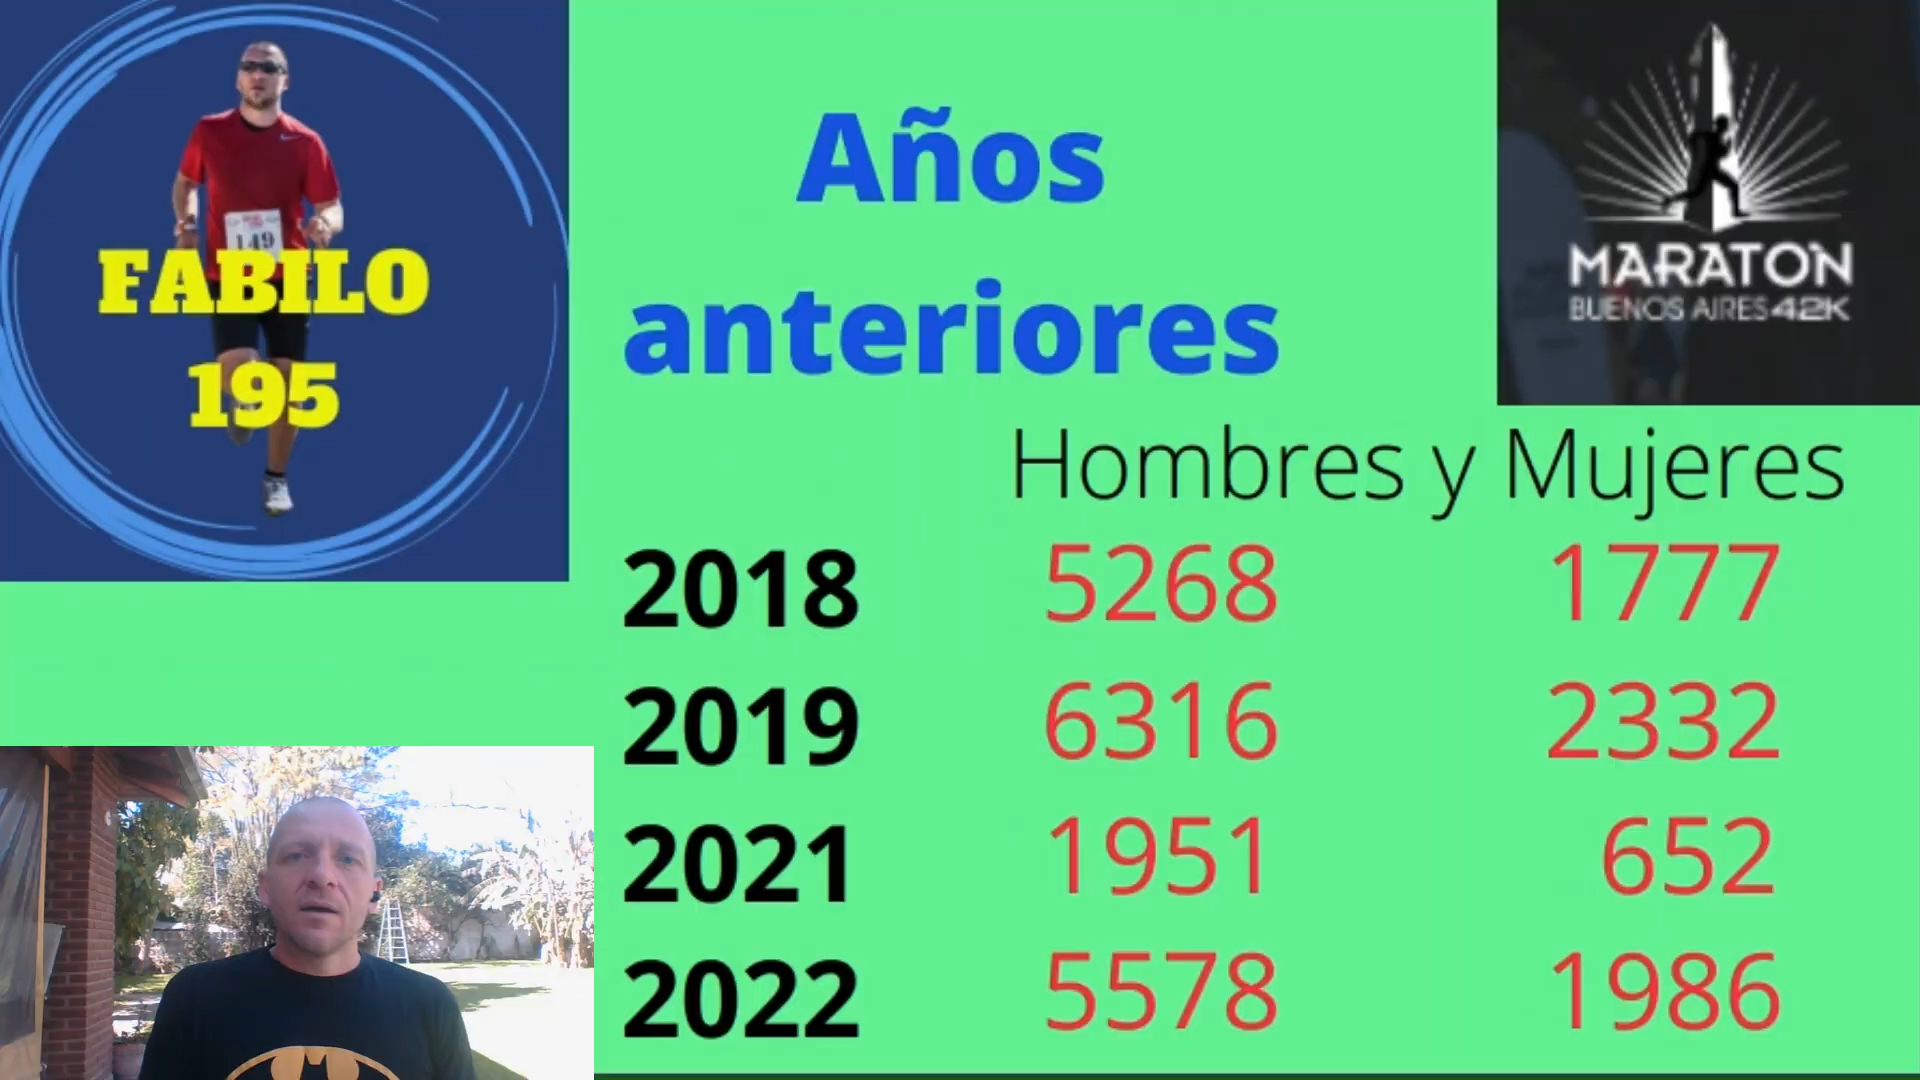 FABILO
195
149
Años
anteriores
MARATON
BUENOS AIRES 42K
Hombres y Mujeres
2018 5268 1777
2019 6316 2332
2021 1951 652
2022 5578 1986